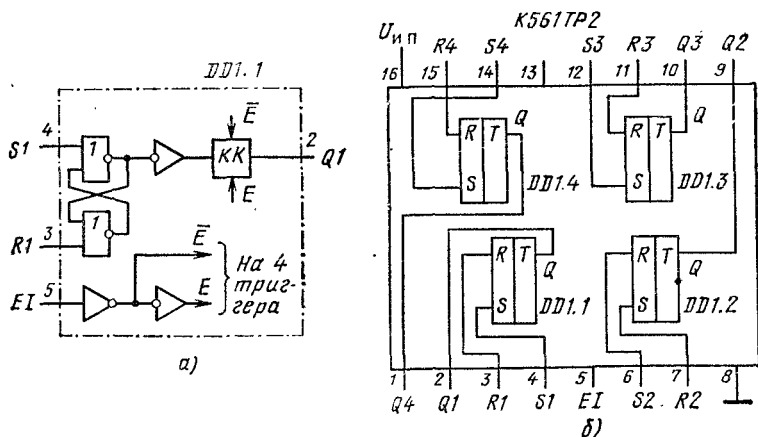 DD1.1
S1
4
1
E̅
КК
E
2
Q1
R1
3
1
EI
5
E̅
E
На 4
триг-
гера
а)
К561ТР2
Uип
R4
S4
S3
R3
Q3
Q2
16
15
14
13
12
11
10
9
R
T
Q
S
DD1.4
R
T
S
DD1.3
R
T
Q
S
DD1.1
R
T
Q
S
DD1.2
1
2
3
4
5
6
7
8
Q4
Q1
R1
S1
EI
S2
R2
б)